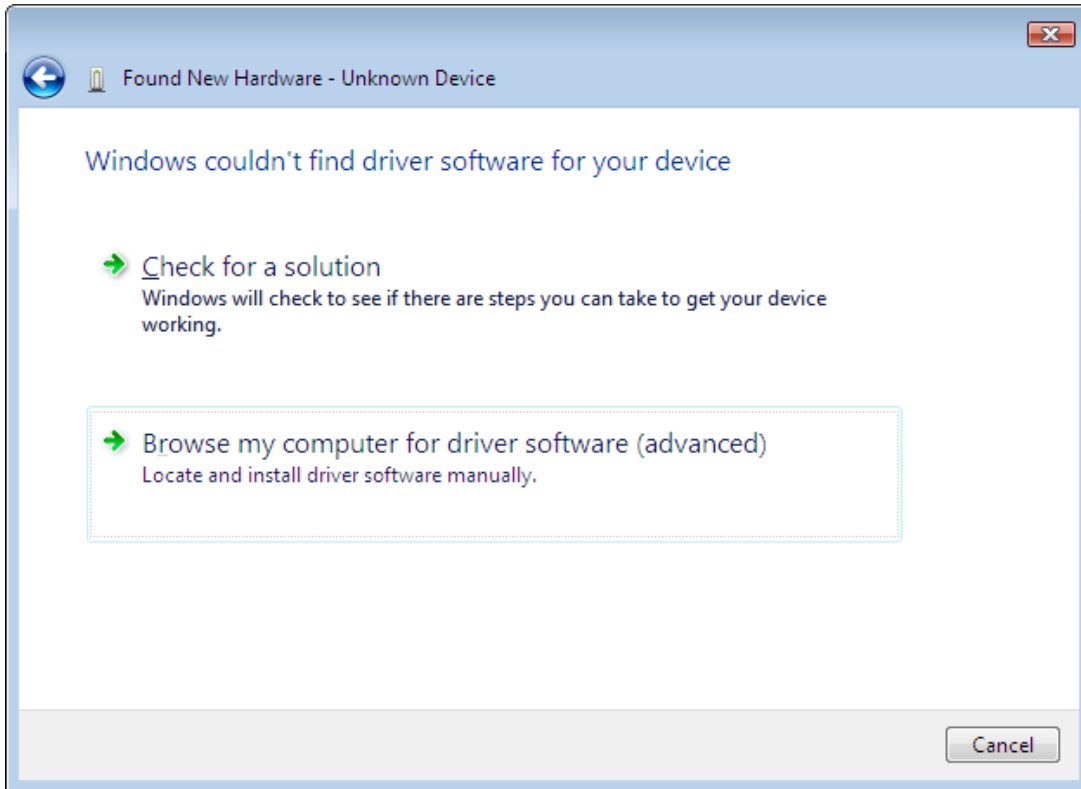 Found New Hardware - Unknown Device
Windows couldn't find driver software for your device
Check for a solution
Windows will check to see if there are steps you can take to get your device
working.
Browse my computer for driver software (advanced)
Locate and install driver software manually.
Cancel